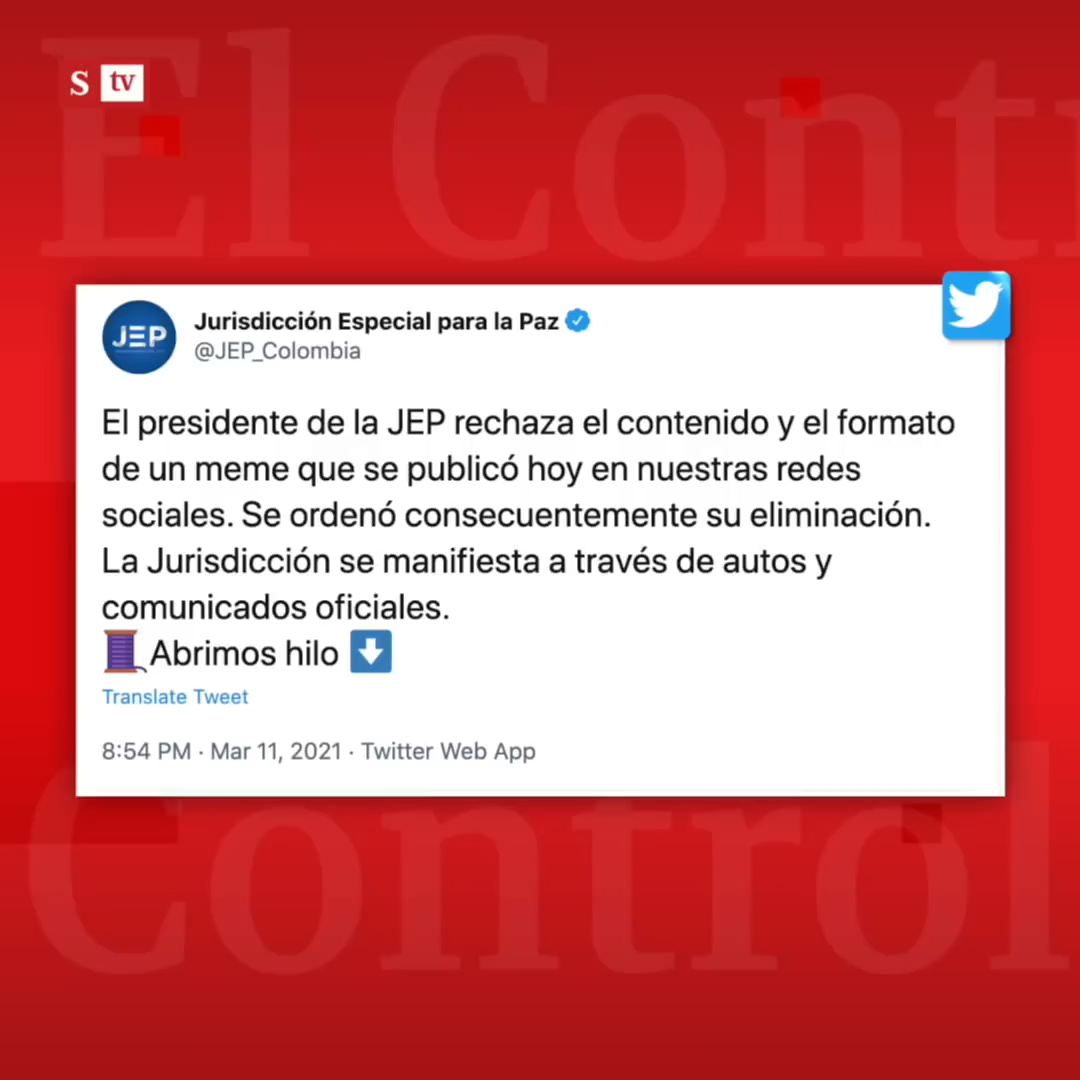 El Contr
S tv
JEP
Jurisdicción Especial para la Paz
@JEP_Colombia
El presidente de la JEP rechaza el contenido y el formato
de un meme que se publicó hoy en nuestras redes
sociales. Se ordenó consecuentemente su eliminación.
La Jurisdicción se manifiesta a través de autos y
comunicados oficiales.
🧵Abrimos hilo ⬇️
Translate Tweet
8:54 PM · Mar 11, 2021 · Twitter Web App
Control